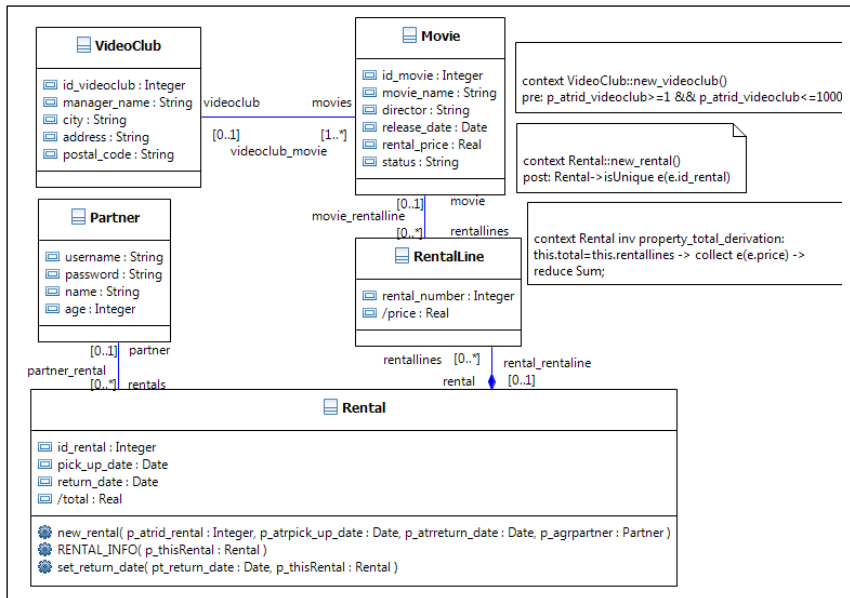 VideoClub
id_videoclub : Integer
manager_name : String
city : String
address : String
postal_code : String
videoclub
movies
[0..1]
[1..*]
videoclub_movie
Movie
id_movie : Integer
movie_name : String
director : String
release_date : Date
rental_price : Real
status : String
context VideoClub::new_videoclub()
pre: p_atrid_videoclub>=1 && p_atrid_videoclub<=1000
context Rental::new_rental()
post: Rental->isUnique e(e.id_rental)
context Rental inv property_total_derivation:
this.total=this.rentallines -> collect e(e.price) ->
reduce Sum;
[0..1]
movie
movie_rentalline
[0..*]
rentallines
Partner
username : String
password : String
name : String
age : Integer
RentalLine
rental_number : Integer
/price : Real
[0..1]
partner
partner_rental
[0..*]
rentals
rentallines
[0..*]
rental_rentaline
rental
[0..1]
Rental
id_rental : Integer
pick_up_date : Date
return_date : Date
/total : Real
new_rental( p_atrid_rental : Integer, p_atrpick_up_date : Date, p_atrreturn_date : Date, p_agrpartner : Partner )
RENTAL_INFO( p_thisRental : Rental )
set_return_date( pt_return_date : Date, p_thisRental : Rental )